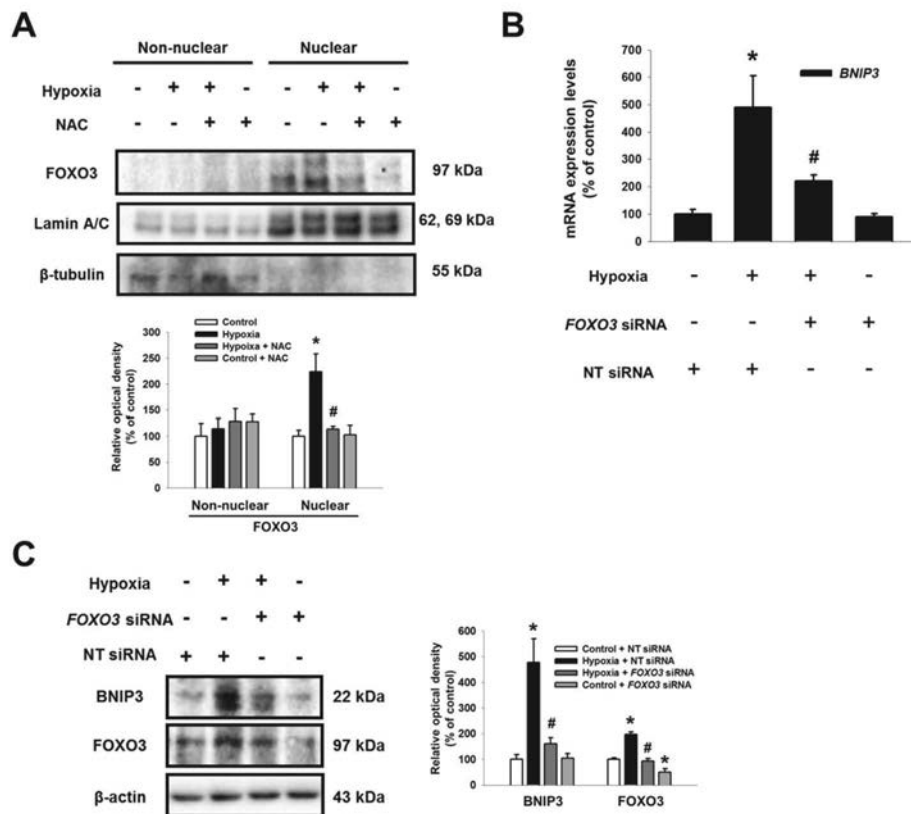 A
Non-nuclear Nuclear
Hypoxia - + + - - + + -
NAC - - + + - - + +
FOXO3 97 kDa
Lamin A/C 62, 69 kDa
β-tubulin 55 kDa
Relative optical density
(% of control)
300
250
200
150
100
50
0
Control
Hypoxia
Hypoixa + NAC
Control + NAC
*
#
Non-nuclear Nuclear
FOXO3
B
mRNA expression levels
(% of control)
700
600
500
400
300
200
100
0
BNIP3
*
#
Hypoxia - + + -
FOXO3 siRNA - - + +
NT siRNA + + - -
C
Hypoxia - + + -
FOXO3 siRNA - - + +
NT siRNA + + - -
BNIP3 22 kDa
FOXO3 97 kDa
β-actin 43 kDa
Relative optical density
(% of control)
600
500
400
300
200
100
0
Control + NT siRNA
Hypoxia + NT siRNA
Hypoxia + FOXO3 siRNA
Control + FOXO3 siRNA
*
#
*
#
*
BNIP3 FOXO3